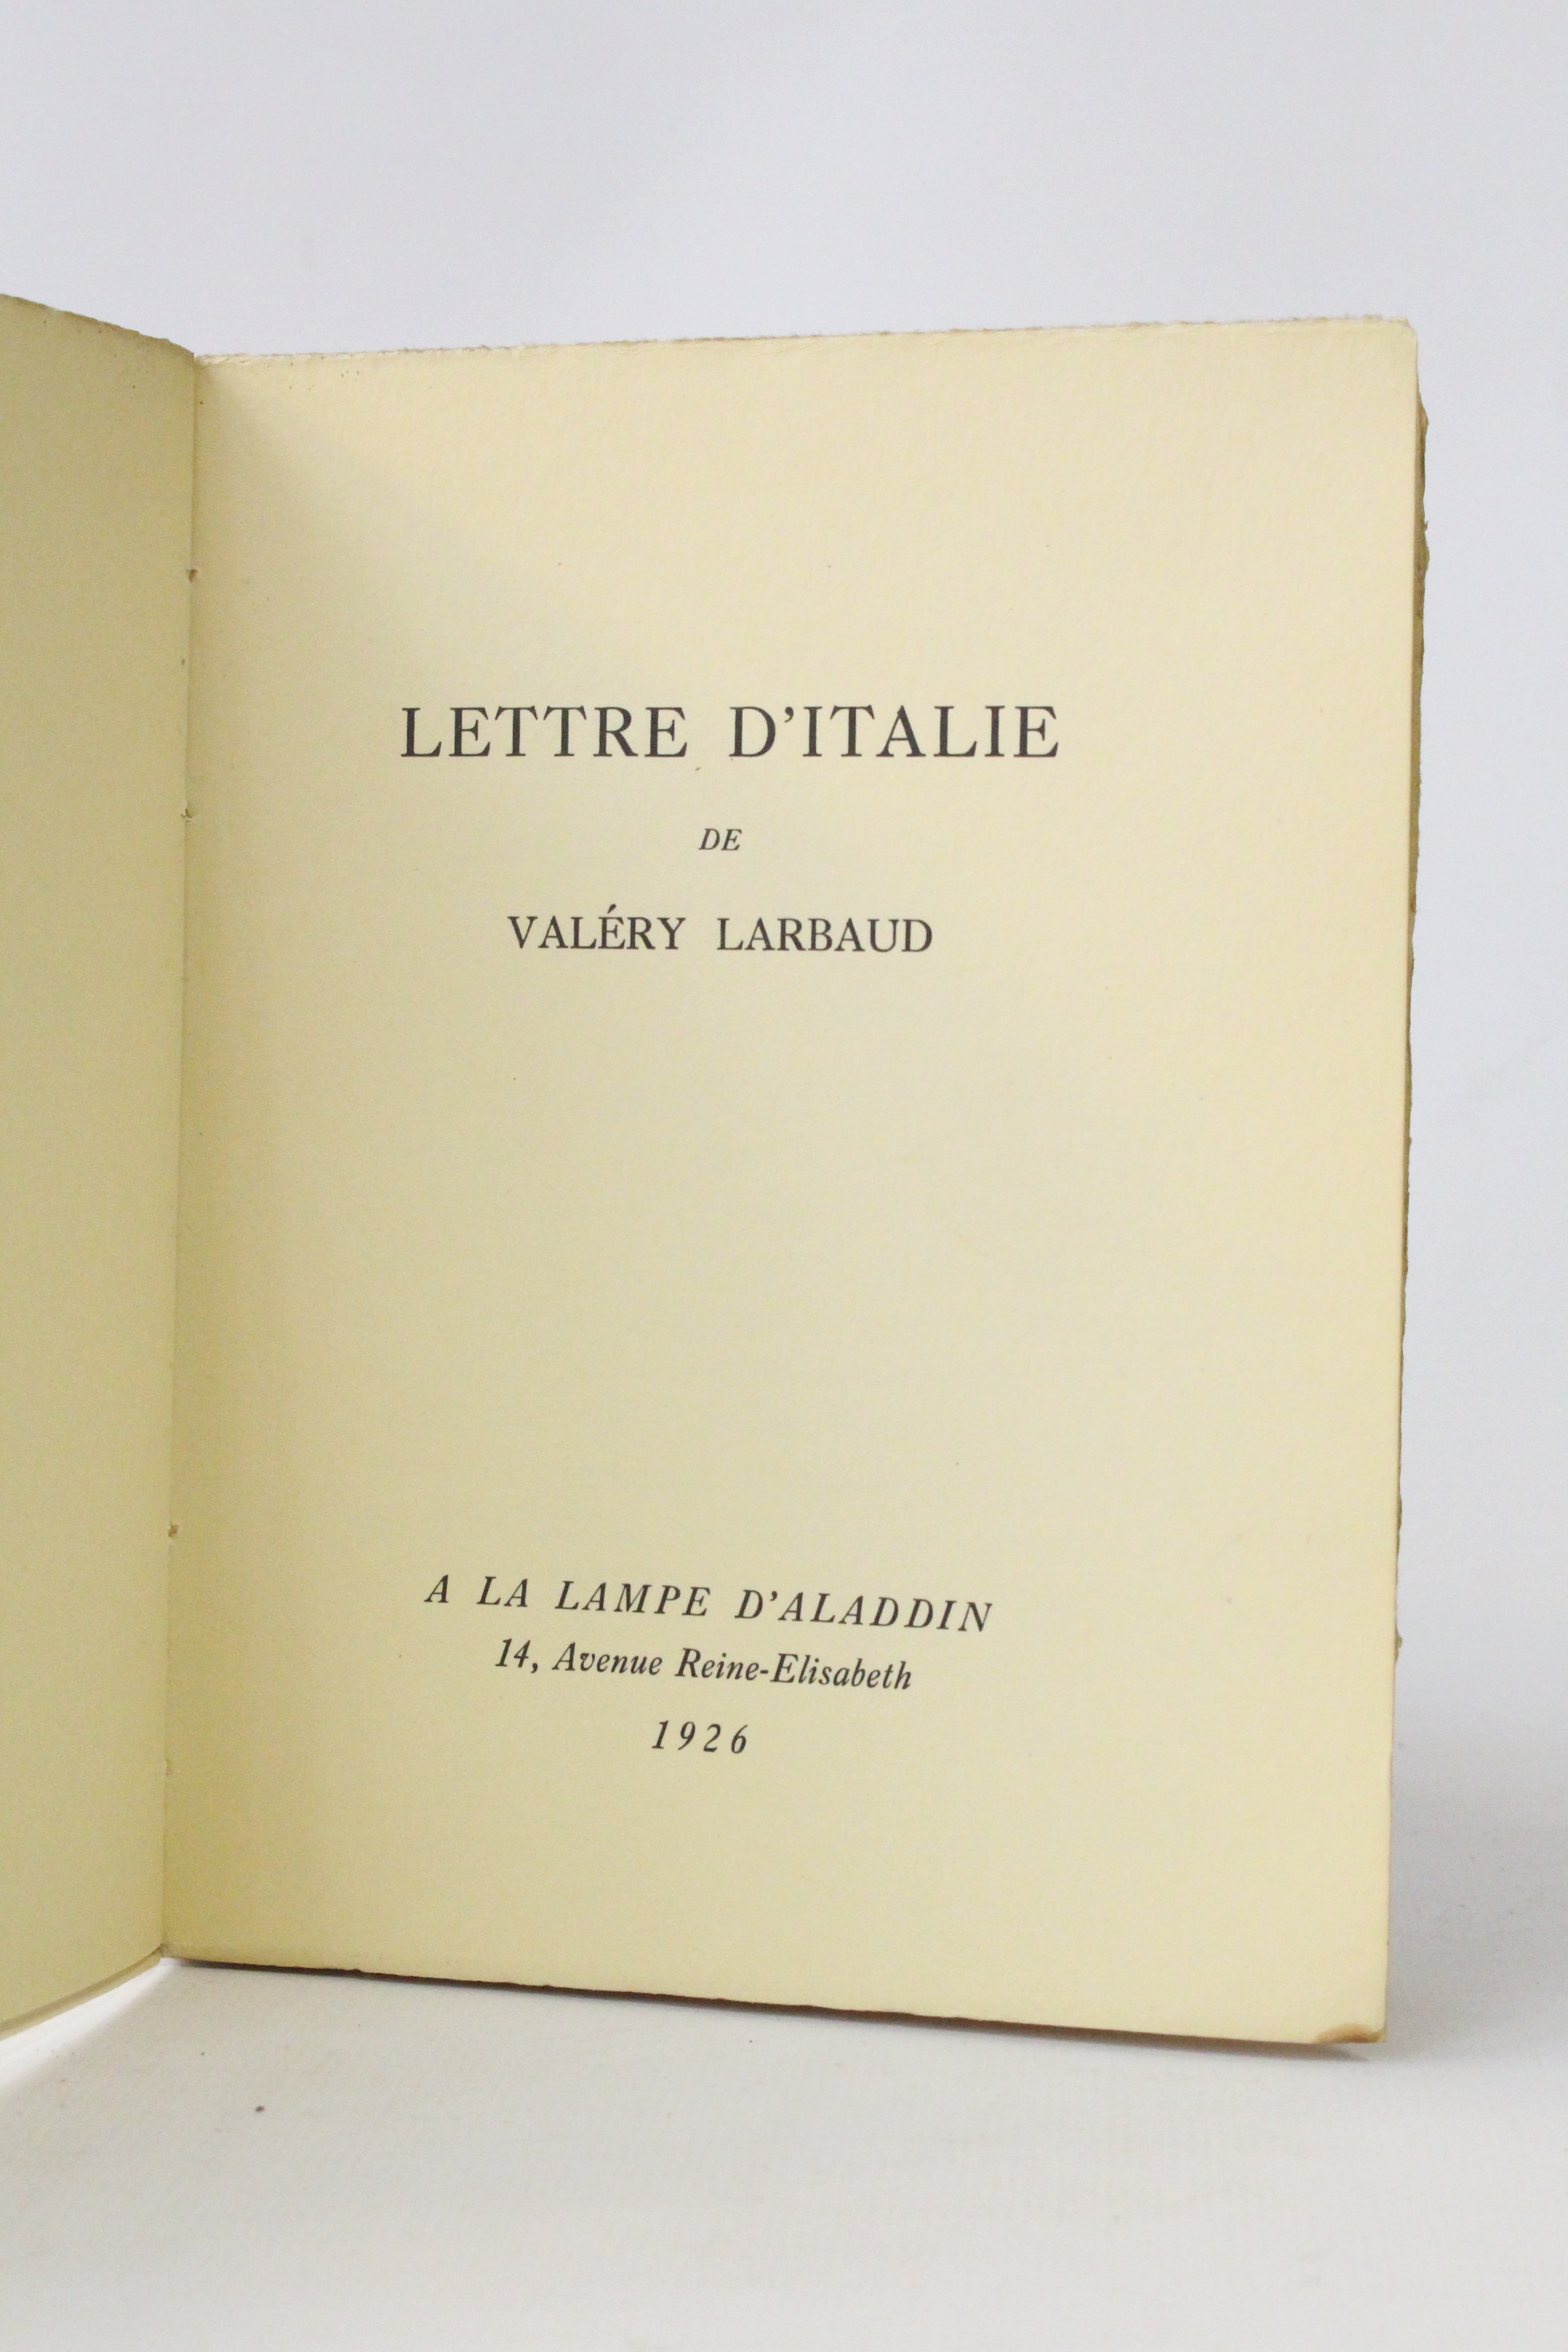 LETTRE D'ITALIE
DE
VALÉRY LARBAUD
A LA LAMPE D'ALADDIN
14, Avenue Reine-Elisabeth
1926